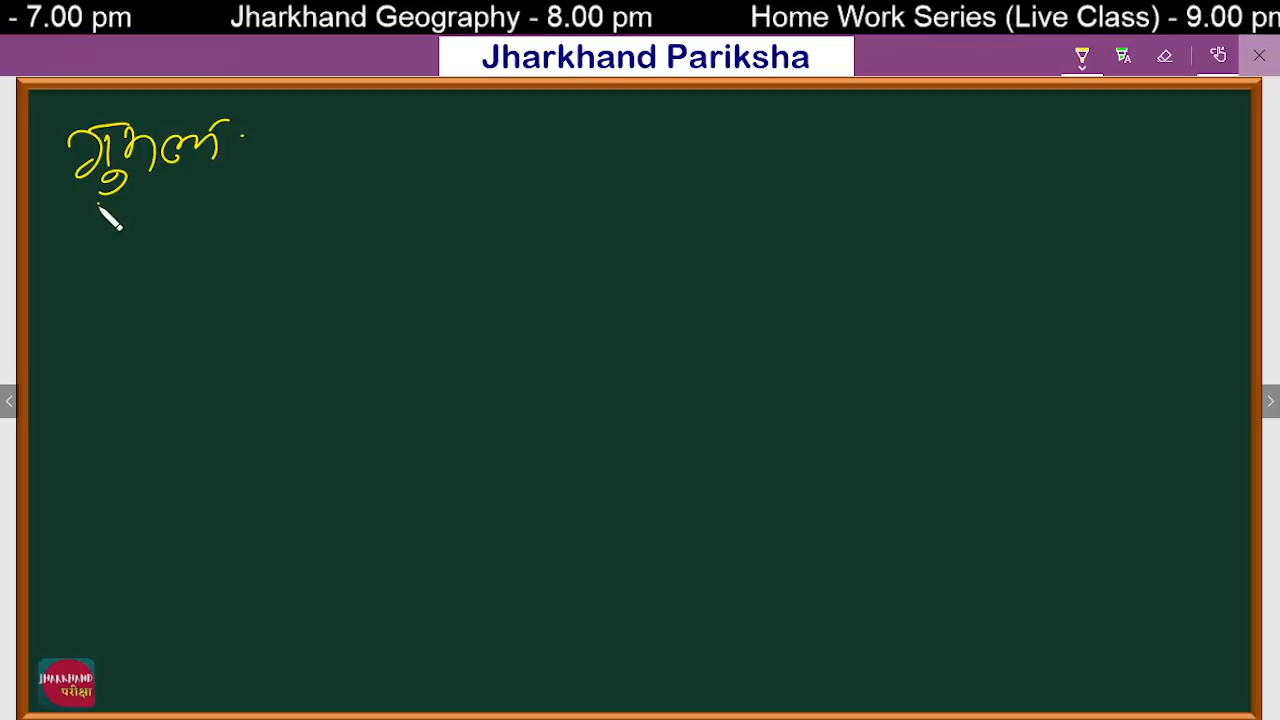 - 7.00 pm Jharkhand Geography - 8.00 pm Home Work Series (Live Class) - 9.00 pm
Jharkhand Pariksha
JHARKHAND
परीक्षा